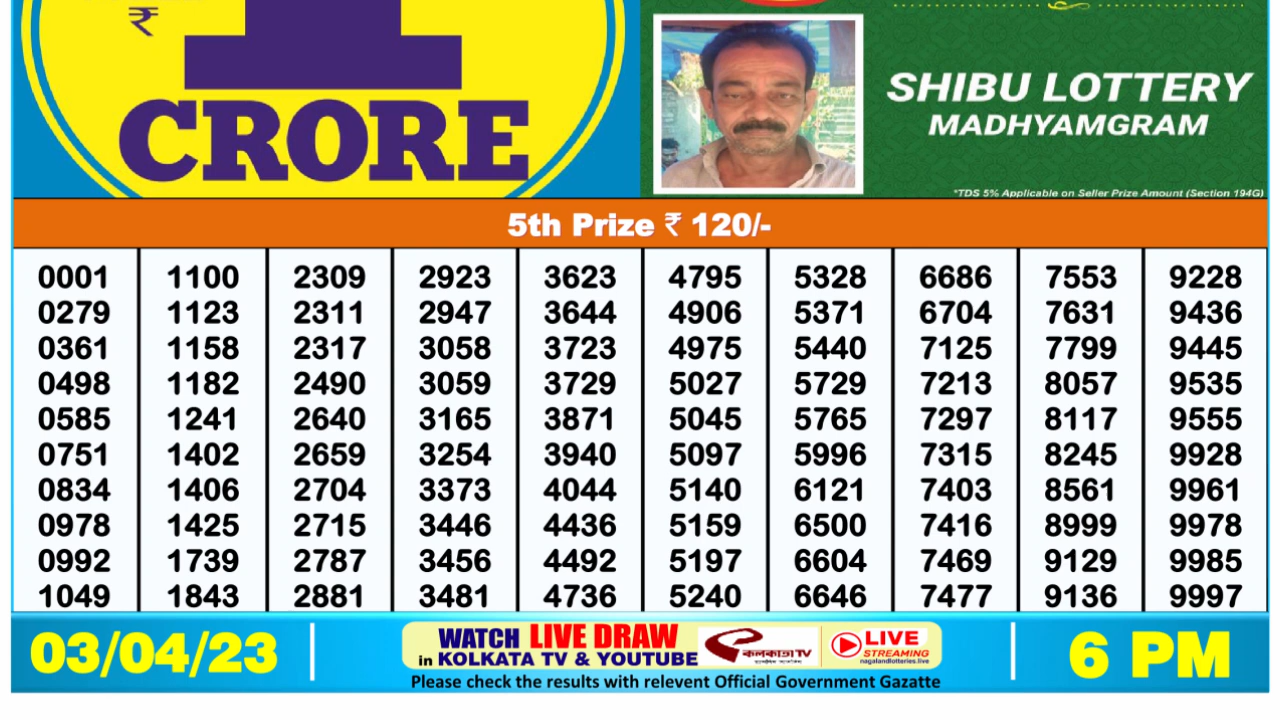 ₹
CRORE
SHIBU LOTTERY
MADHYAMGRAM
*TDS 5% Applicable on Seller Prize Amount (Section 194G)
5th Prize ₹ 120/-
0001 1100 2309 2923 3623 4795 5328 6686 7553 9228
0279 1123 2311 2947 3644 4906 5371 6704 7631 9436
0361 1158 2317 3058 3723 4975 5440 7125 7799 9445
0498 1182 2490 3059 3729 5027 5729 7213 8057 9535
0585 1241 2640 3165 3871 5045 5765 7297 8117 9555
0751 1402 2659 3254 3940 5097 5996 7315 8245 9928
0834 1406 2704 3373 4044 5140 6121 7403 8561 9961
0978 1425 2715 3446 4436 5159 6500 7416 8999 9978
0992 1739 2787 3456 4492 5197 6604 7469 9129 9985
1049 1843 2881 3481 4736 5240 6646 7477 9136 9997
03/04/23
WATCH LIVE DRAW
in KOLKATA TV & YOUTUBE
কলকাতা TV
LIVE
STREAMING
nagalandlotteries.live
6 PM
Please check the results with relevent Official Government Gazatte